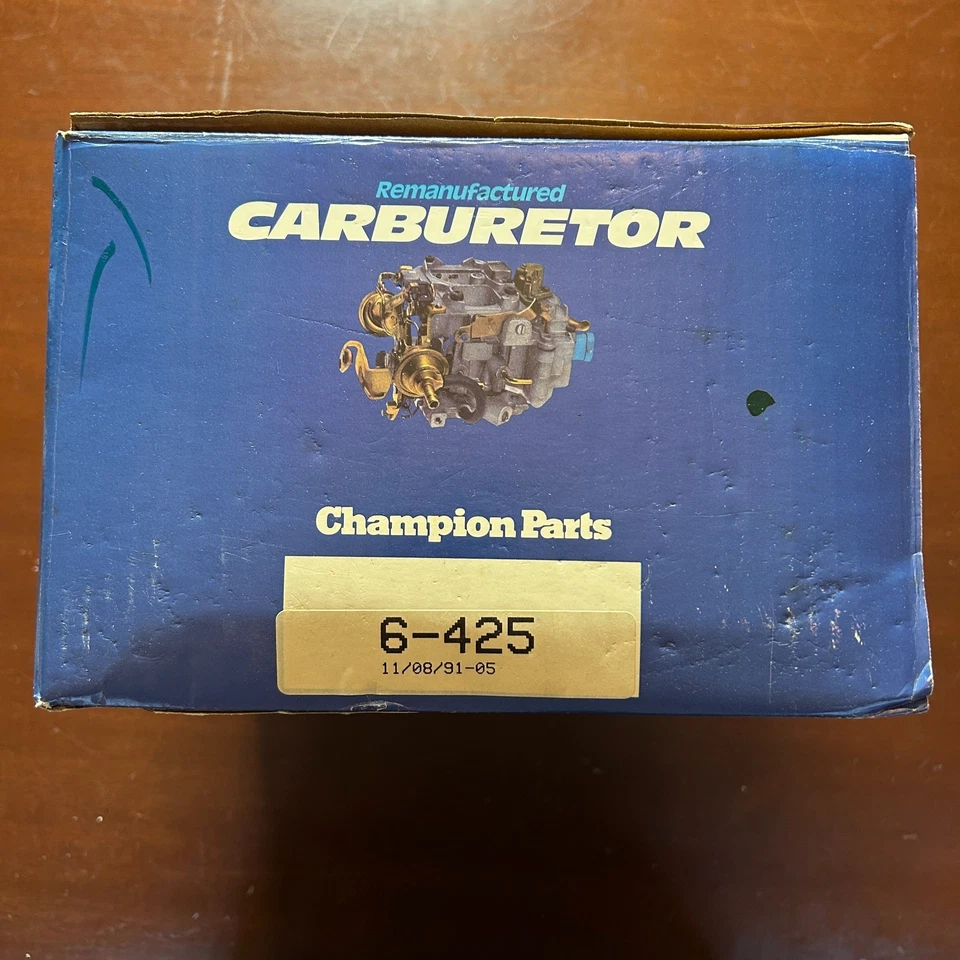 Remanufactured
CARBURETOR
Champion Parts
6-425
11/08/91-05